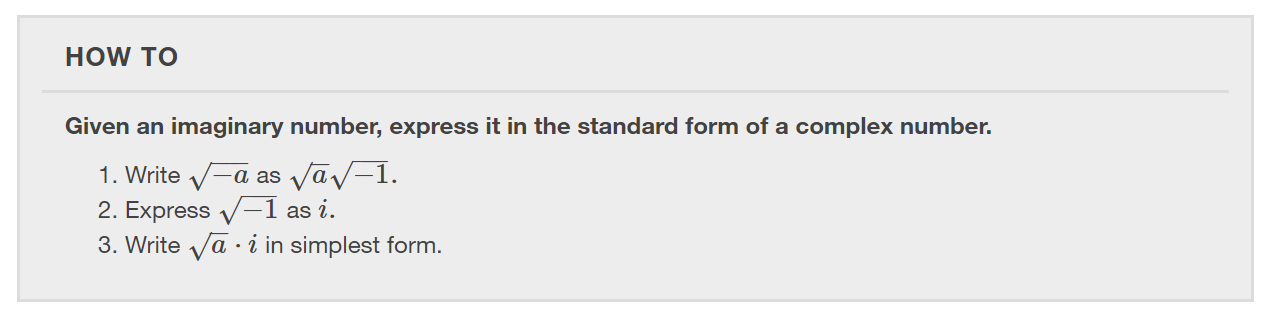 HOW TO
Given an imaginary number, express it in the standard form of a complex number.
1. Write √−a as √a√−1.
2. Express √−1 as i.
3. Write √a · i in simplest form.